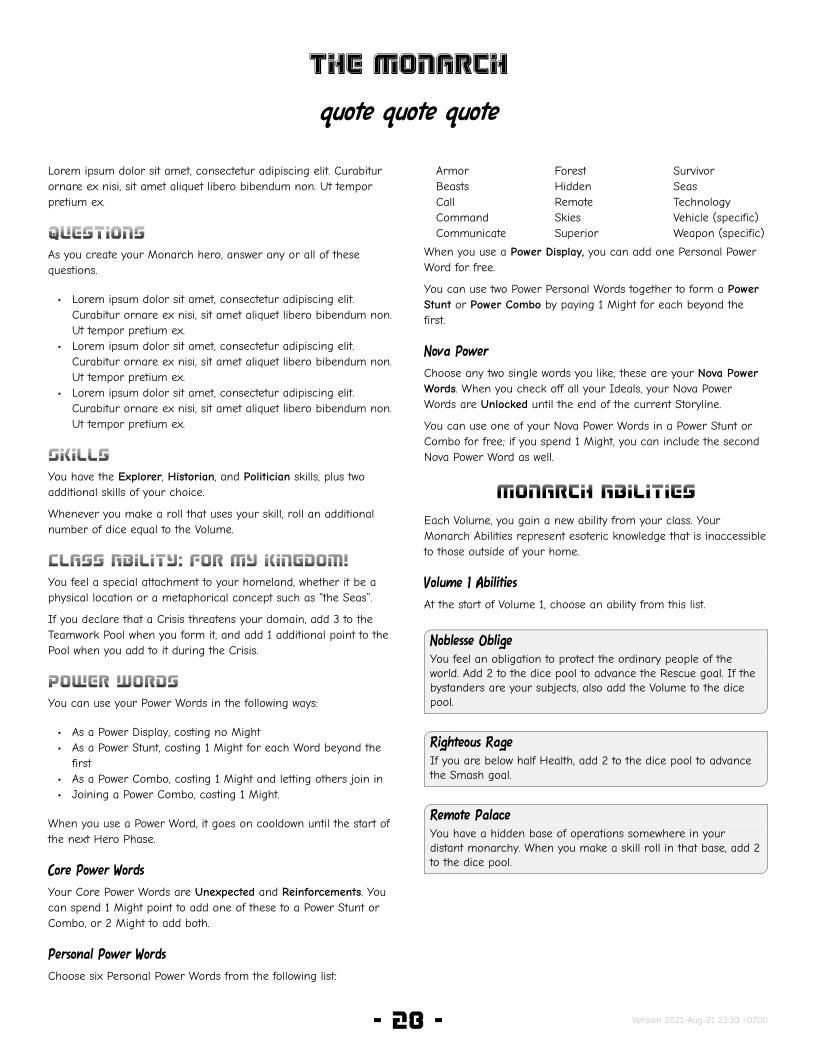 THE MONARCH
quote quote quote
Lorem ipsum dolor sit amet, consectetur adipiscing elit. Curabitur
ornare ex nisi, sit amet aliquet libero bibendum non. Ut tempor
pretium ex.
QUESTIONS
As you create your Monarch hero, answer any or all of these
questions.
• Lorem ipsum dolor sit amet, consectetur adipiscing elit.
Curabitur ornare ex nisi, sit amet aliquet libero bibendum non.
Ut tempor pretium ex.
• Lorem ipsum dolor sit amet, consectetur adipiscing elit.
Curabitur ornare ex nisi, sit amet aliquet libero bibendum non.
Ut tempor pretium ex.
• Lorem ipsum dolor sit amet, consectetur adipiscing elit.
Curabitur ornare ex nisi, sit amet aliquet libero bibendum non.
Ut tempor pretium ex.
SKILLS
You have the Explorer, Historian, and Politician skills, plus two
additional skills of your choice.
Whenever you make a roll that uses your skill, roll an additional
number of dice equal to the Volume.
CLASS ABILITY: FOR MY KINGDOM!
You feel a special attachment to your homeland, whether it be a
physical location or a metaphorical concept such as "the Seas".
If you declare that a Crisis threatens your domain, add 3 to the
Teamwork Pool when you form it, and add 1 additional point to the
Pool when you add to it during the Crisis.
POWER WORDS
You can use your Power Words in the following ways:
• As a Power Display, costing no Might
• As a Power Stunt, costing 1 Might for each Word beyond the
first
• As a Power Combo, costing 1 Might and letting others join in
• Joining a Power Combo, costing 1 Might.
When you use a Power Word, it goes on cooldown until the start of
the next Hero Phase.
Core Power Words
Your Core Power Words are Unexpected and Reinforcements. You
can spend 1 Might point to add one of these to a Power Stunt or
Combo, or 2 Might to add both.
Personal Power Words
Choose six Personal Power Words from the following list:
Armor Forest Survivor
Beasts Hidden Seas
Call Remote Technology
Command Skies Vehicle (specific)
Communicate Superior Weapon (specific)
When you use a Power Display, you can add one Personal Power
Word for free.
You can use two Power Personal Words together to form a Power
Stunt or Power Combo by paying 1 Might for each beyond the
first.
Nova Power
Choose any two single words you like; these are your Nova Power
Words. When you check off all your Ideals, your Nova Power
Words are Unlocked until the end of the current Storyline.
You can use one of your Nova Power Words in a Power Stunt or
Combo for free; if you spend 1 Might, you can include the second
Nova Power Word as well.
MONARCH ABILITIES
Each Volume, you gain a new ability from your class. Your
Monarch Abilities represent esoteric knowledge that is inaccessible
to those outside of your home.
Volume 1 Abilities
At the start of Volume 1, choose an ability from this list.
Noblesse Oblige
You feel an obligation to protect the ordinary people of the
world. Add 2 to the dice pool to advance the Rescue goal. If the
bystanders are your subjects, also add the Volume to the dice
pool.
Righteous Rage
If you are below half Health, add 2 to the dice pool to advance
the Smash goal.
Remote Palace
You have a hidden base of operations somewhere in your
distant monarchy. When you make a skill roll in that base, add 2
to the dice pool.
- 28 -
Version 2021-Aug-21 23:30 -0700